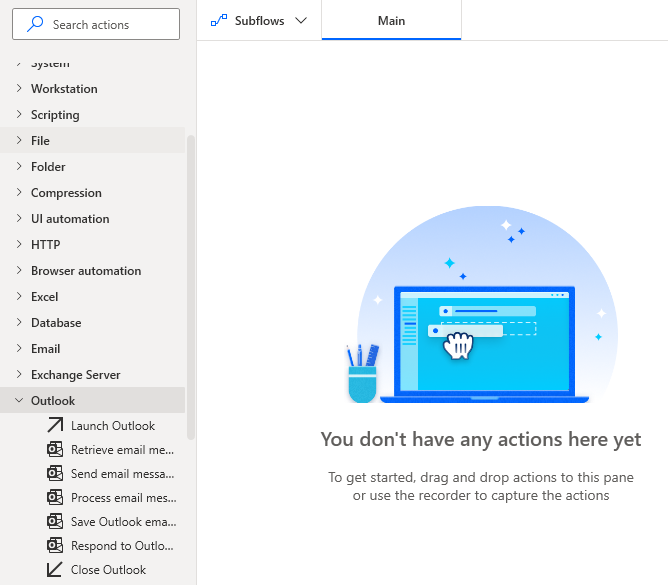 Search actions
Subflows
Main
System
Workstation
Scripting
File
Folder
Compression
UI automation
HTTP
Browser automation
Excel
Database
Email
Exchange Server
Outlook
Launch Outlook
Retrieve email me...
Send email messa...
Process email mes...
Save Outlook ema...
Respond to Outlo...
Close Outlook
You don't have any actions here yet
To get started, drag and drop actions to this pane
or use the recorder to capture the actions